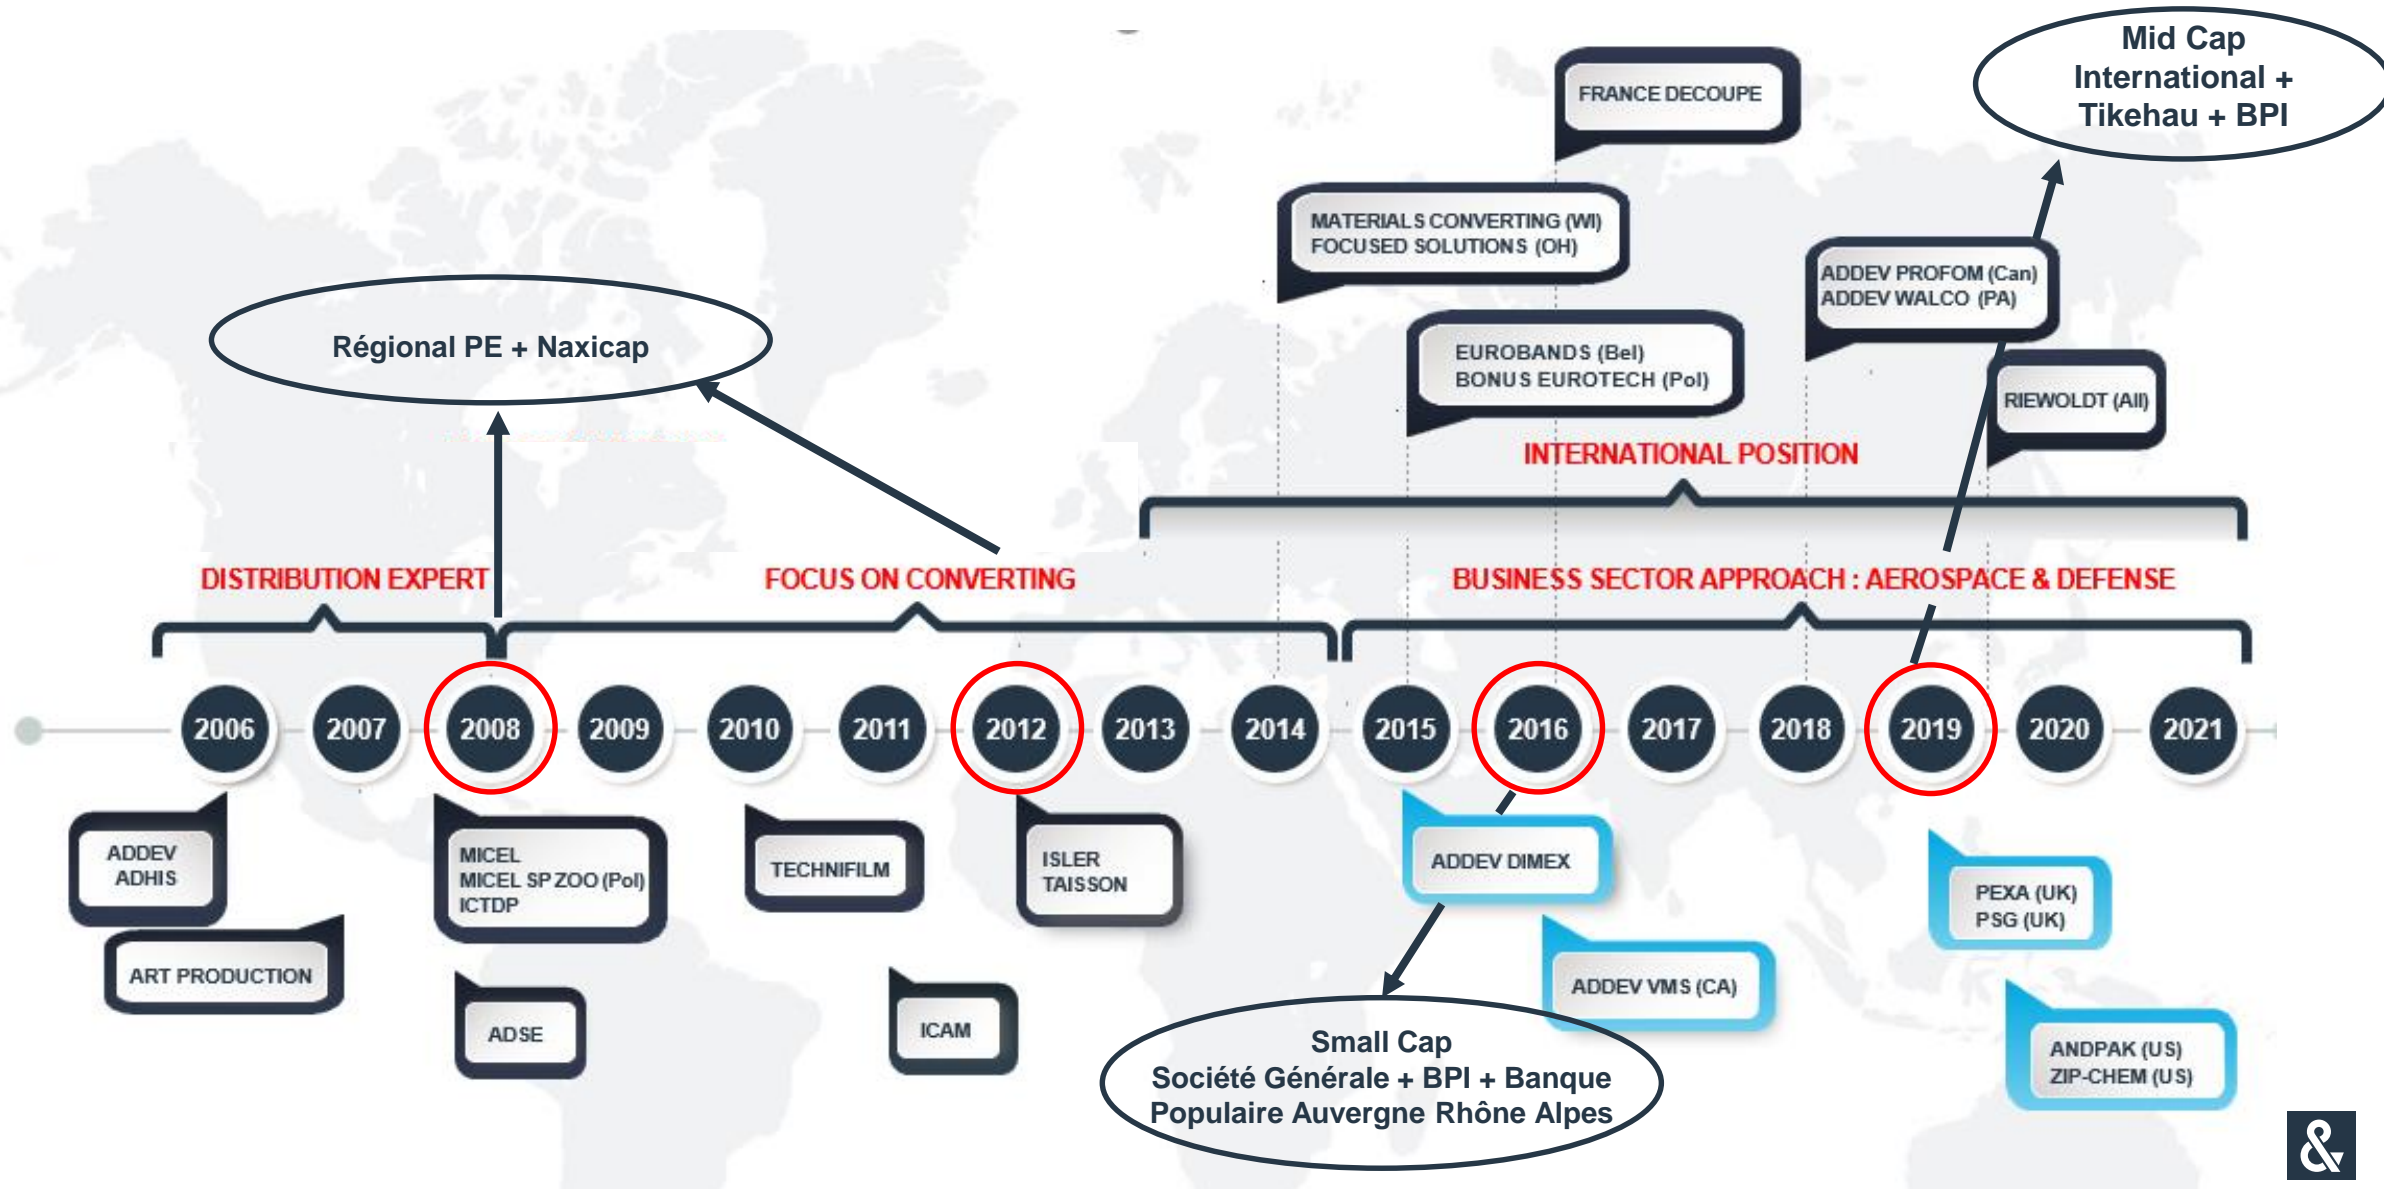 Mid Cap
International +
Tikehau + BPI
FRANCE DECOUPE
MATERIALS CONVERTING (WI)
FOCUSED SOLUTIONS (OH)
ADDEV PROFOM (Can)
ADDEV WALCO (PA)
Régional PE + Naxicap
EUROBANDS (Bel)
BONUS EUROTECH (Pol)
RIEWOLDT (All)
INTERNATIONAL POSITION
DISTRIBUTION EXPERT
FOCUS ON CONVERTING
BUSINESS SECTOR APPROACH : AEROSPACE & DEFENSE
2006 2007 2008 2009 2010 2011 2012 2013 2014 2015 2016 2017 2018 2019 2020 2021
ADDEV
ADHIS
MICEL
MICEL SP ZOO (Pol)
ICTDP
TECHNIFILM
ISLER
TAISSON
ADDEV DIMEX
PEXA (UK)
PSG (UK)
ART PRODUCTION
ADSE
ICAM
ADDEV VMS (CA)
Small Cap
Société Générale + BPI + Banque
Populaire Auvergne Rhône Alpes
ANDPAK (US)
ZIP-CHEM (US)
&